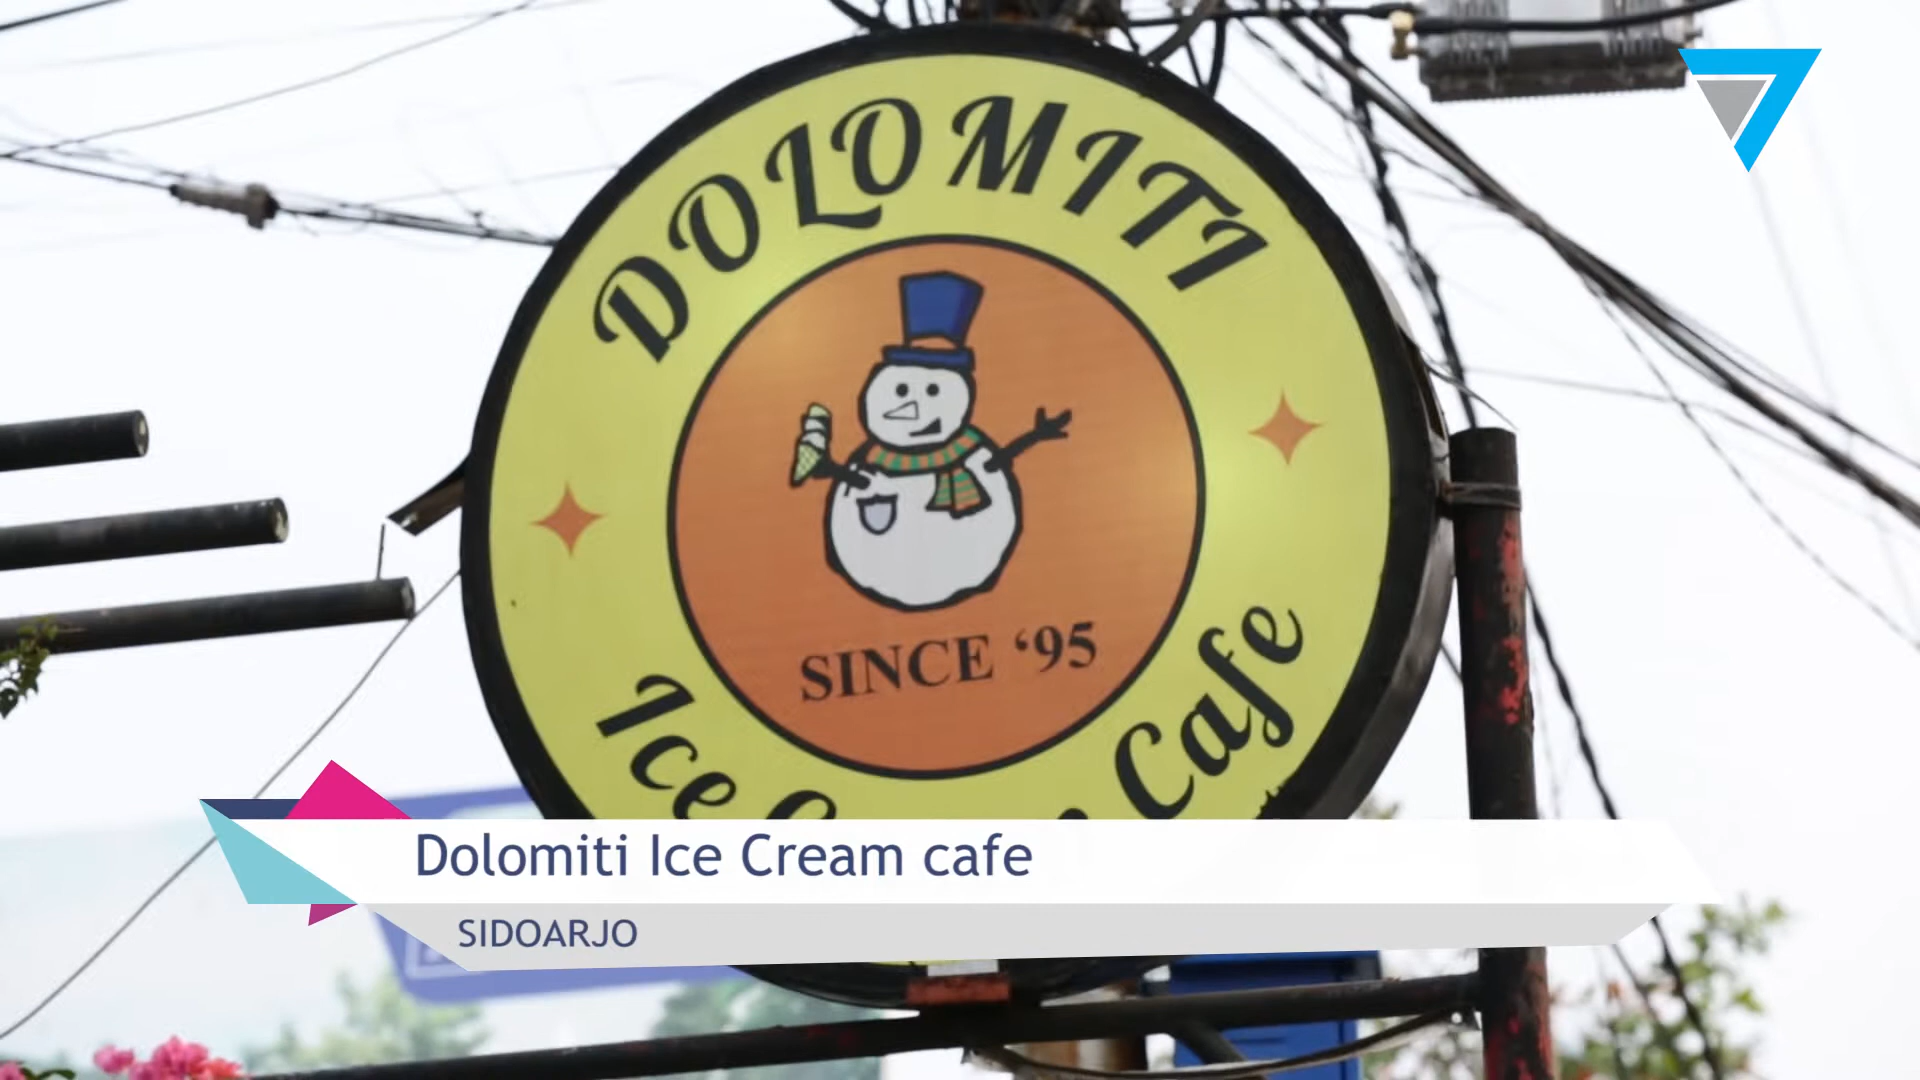 DOLOMITI
SINCE ‘95
Ice Cafe
Dolomiti Ice Cream cafe
SIDOARJO